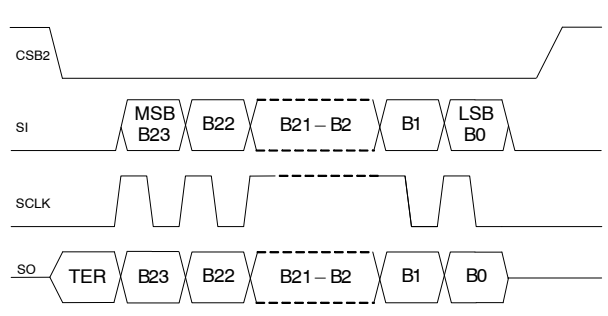 CSB2
SI
MSB B23
B22
B21 – B2
B1
LSB B0
SCLK
SO
TER
B23
B22
B21 – B2
B1
B0